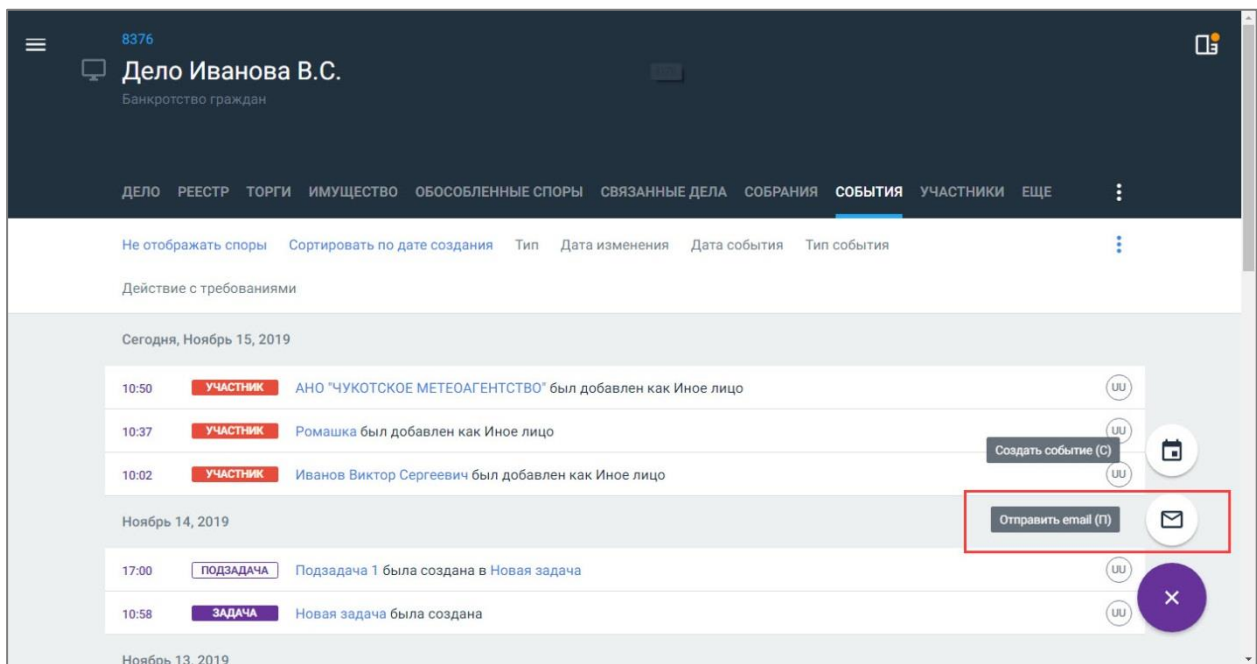 8376
Дело Иванова В.С.
Банкротство граждан
ДЕЛО РЕЕСТР ТОРГИ ИМУЩЕСТВО ОБОСОБЛЕННЫЕ СПОРЫ СВЯЗАННЫЕ ДЕЛА СОБРАНИЯ СОБЫТИЯ УЧАСТНИКИ ЕЩЕ
Не отображать споры Сортировать по дате создания Тип Дата изменения Дата события Тип события
Действие с требованиями
Сегодня, Ноябрь 15, 2019
10:50 УЧАСТНИК АНО "ЧУКОТСКОЕ МЕТЕОАГЕНТСТВО" был добавлен как Иное лицо UU
10:37 УЧАСТНИК Ромашка был добавлен как Иное лицо UU
Создать событие (С)
10:02 УЧАСТНИК Иванов Виктор Сергеевич был добавлен как Иное лицо UU
Ноябрь 14, 2019 Отправить email (П)
17:00 ПОДЗАДАЧА Подзадача 1 была создана в Новая задача UU
10:58 ЗАДАЧА Новая задача была создана UU
Ноябрь 13, 2019